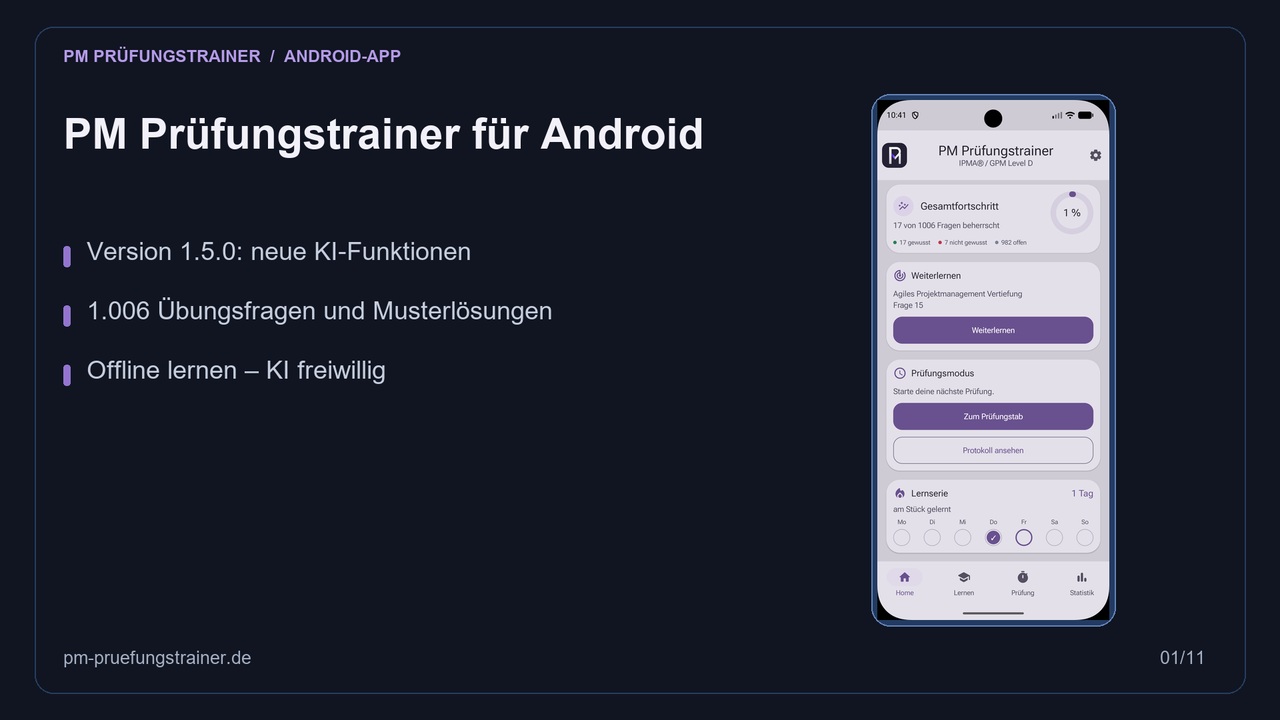 PM PRÜFUNGSTRAINER / ANDROID-APP
PM Prüfungstrainer für Android
Version 1.5.0: neue KI-Funktionen
1.006 Übungsfragen und Musterlösungen
Offline lernen – KI freiwillig
10:41
PM Prüfungstrainer
IPMA® / GPM Level D
Gesamtfortschritt
17 von 1006 Fragen beherrscht
1 %
17 gewusst 7 nicht gewusst 982 offen
Weiterlernen
Agiles Projektmanagement Vertiefung
Frage 15
Weiterlernen
Prüfungsmodus
Starte deine nächste Prüfung.
Zum Prüfungstab
Protokoll ansehen
Lernserie 1 Tag
am Stück gelernt
Mo Di Mi Do Fr Sa So
Home Lernen Prüfung Statistik
pm-pruefungstrainer.de
01/11